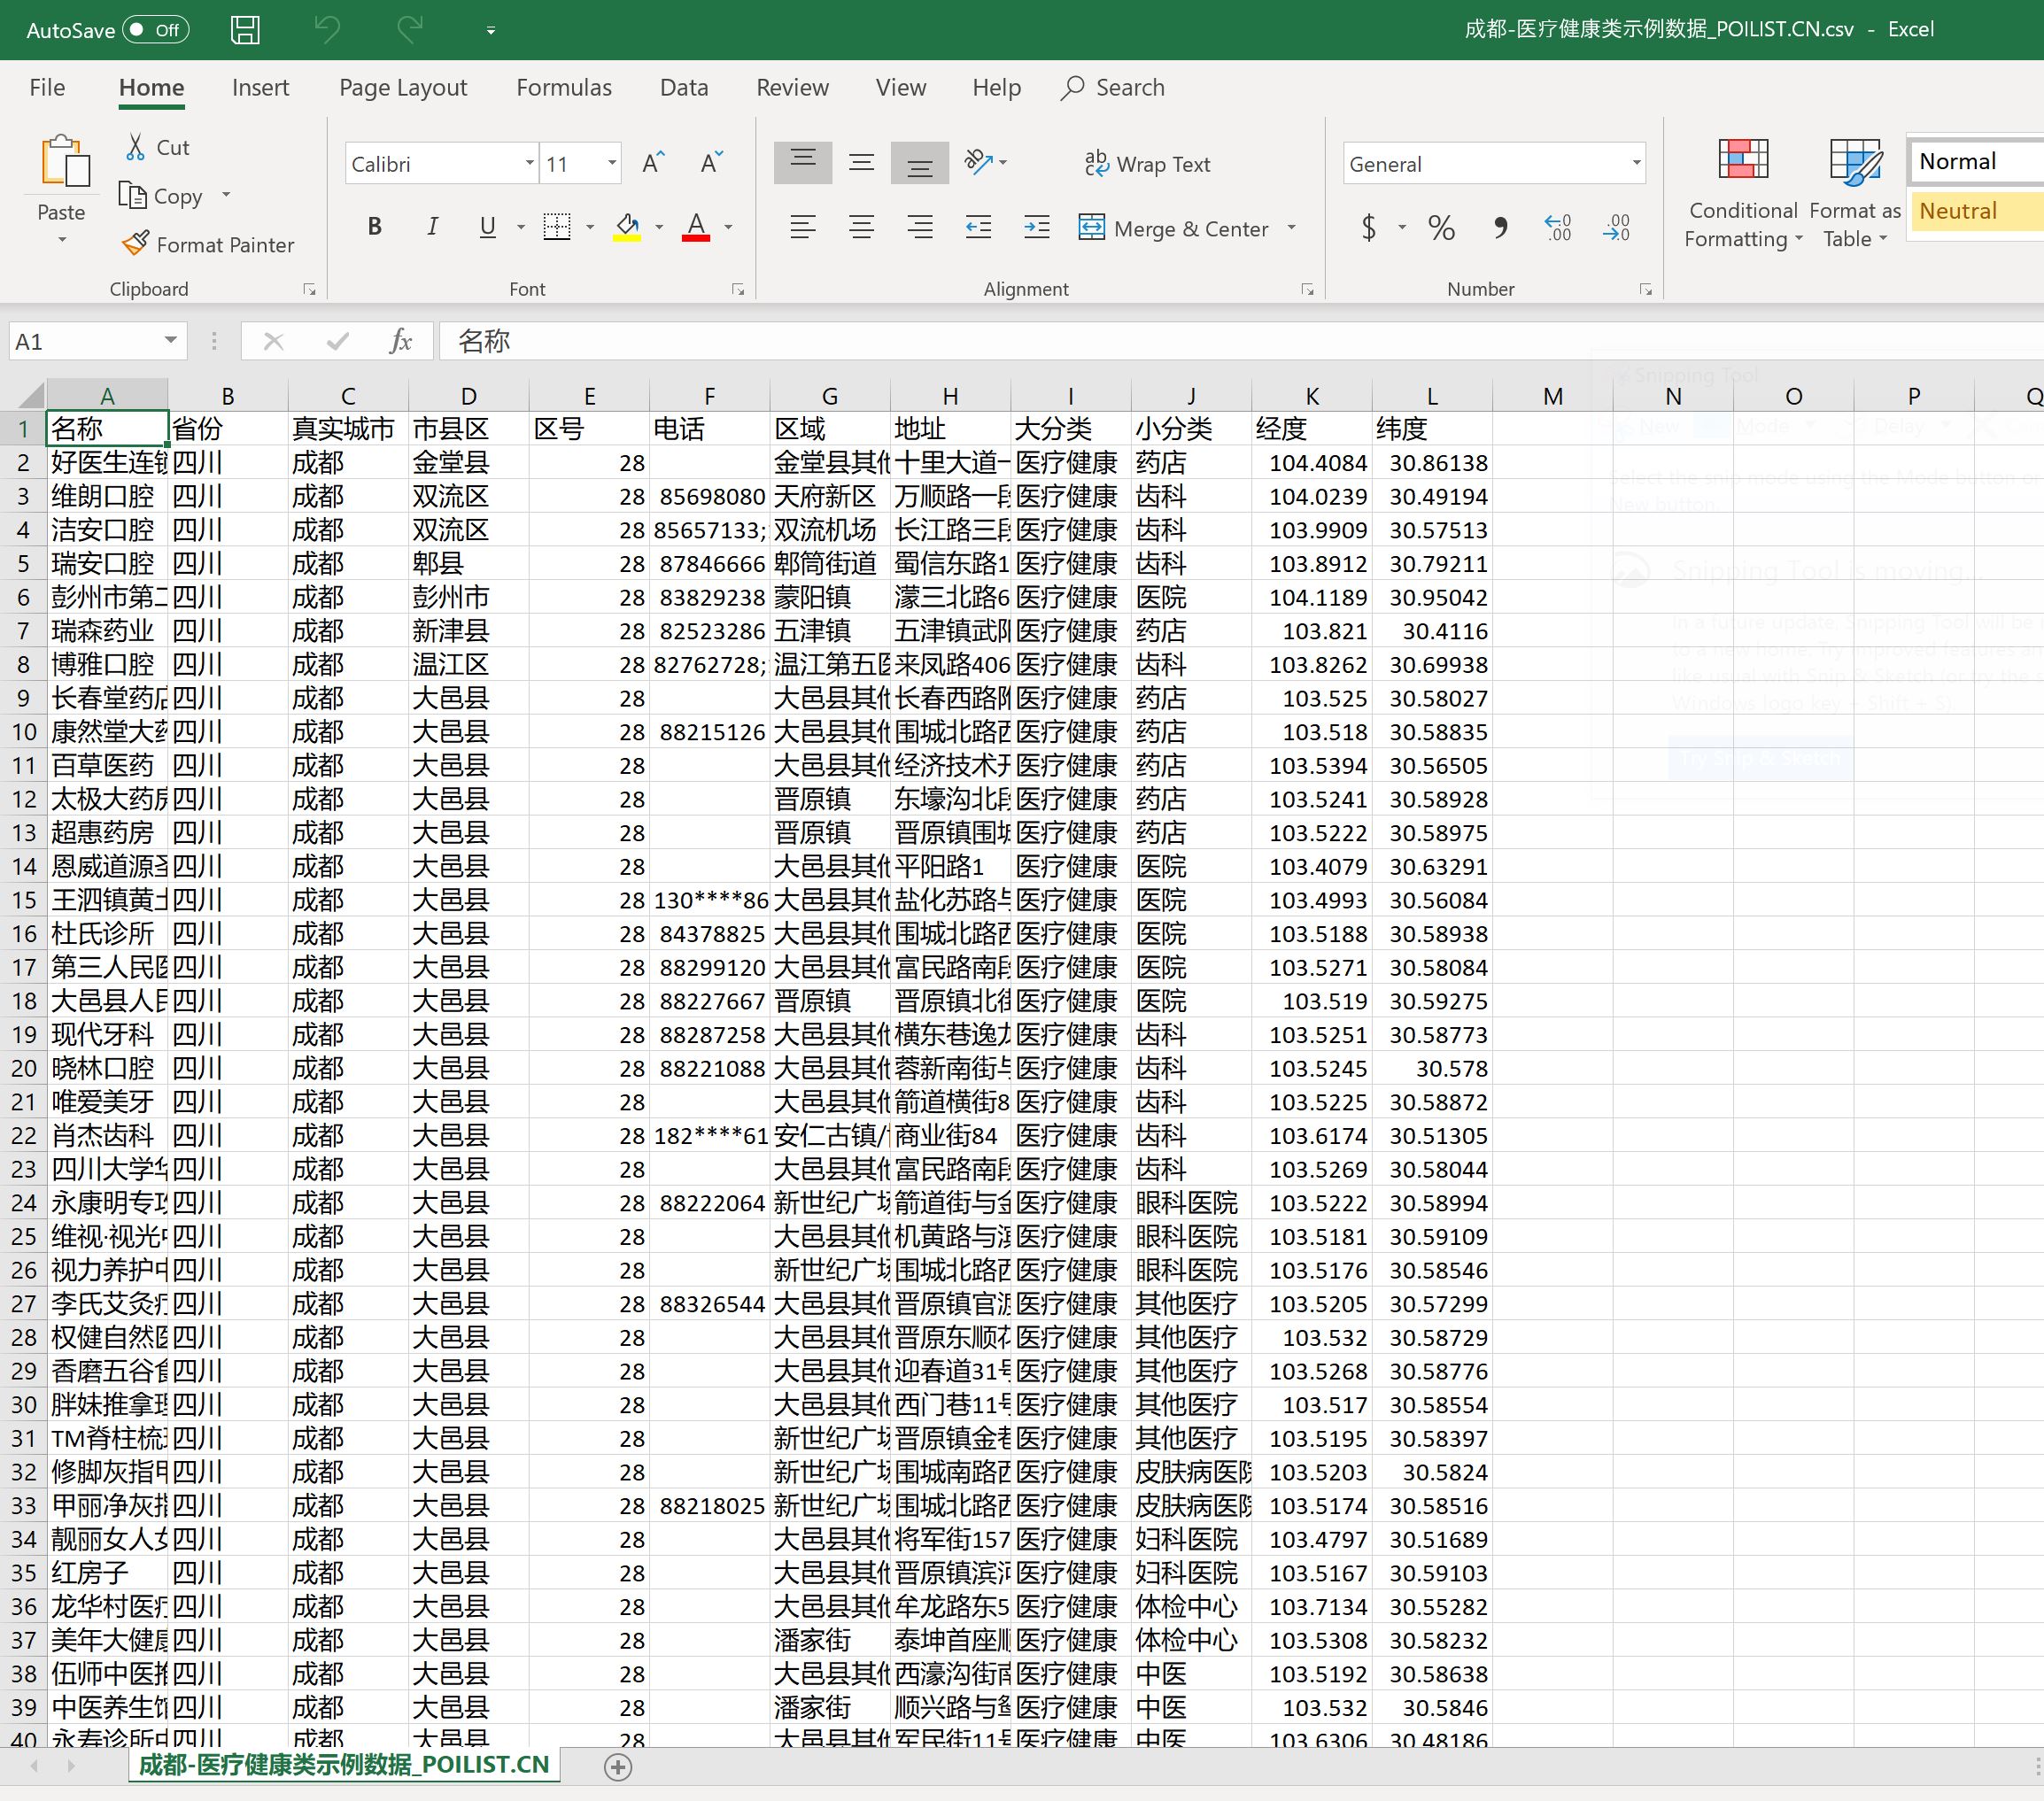 AutoSave Off 成都-医疗健康类示例数据_POILIST.CN.csv - Excel
File Home Insert Page Layout Formulas Data Review View Help Search
Paste Cut Copy Format Painter Clipboard
Calibri 11 B I U A Font
Wrap Text Merge & Center Alignment
General $ % Number
Conditional Formatting Format as Table Normal Neutral
A1 fx 名称
A B C D E F G H I J K L M N O P Q
1 名称 省份 真实城市 市县区 区号 电话 区域 地址 大分类 小分类 经度 纬度
2 好医生连锁 四川 成都 金堂县 28 金堂县其他 十里大道一 医疗健康 药店 104.4084 30.86138
3 维朗口腔 四川 成都 双流区 28 85698080 天府新区 万顺路一段 医疗健康 齿科 104.0239 30.49194
4 洁安口腔 四川 成都 双流区 28 85657133; 双流机场 长江路三段 医疗健康 齿科 103.9909 30.57513
5 瑞安口腔 四川 成都 郫县 28 87846666 郫筒街道 蜀信东路1 医疗健康 齿科 103.8912 30.79211
6 彭州市第二 四川 成都 彭州市 28 83829238 蒙阳镇 濛三北路6 医疗健康 医院 104.1189 30.95042
7 瑞森药业 四川 成都 新津县 28 82523286 五津镇 五津镇武阳 医疗健康 药店 103.821 30.4116
8 博雅口腔 四川 成都 温江区 28 82762728; 温江第五医 来凤路406 医疗健康 齿科 103.8262 30.69938
9 长春堂药店 四川 成都 大邑县 28 大邑县其他 长春西路附 医疗健康 药店 103.525 30.58027
10 康然堂大药 四川 成都 大邑县 28 88215126 大邑县其他 围城北路西 医疗健康 药店 103.518 30.58835
11 百草医药 四川 成都 大邑县 28 大邑县其他 经济技术开 医疗健康 药店 103.5394 30.56505
12 太极大药房 四川 成都 大邑县 28 晋原镇 东壕沟北段 医疗健康 药店 103.5241 30.58928
13 超惠药房 四川 成都 大邑县 28 晋原镇 晋原镇围城 医疗健康 药店 103.5222 30.58975
14 恩威道源圣 四川 成都 大邑县 28 大邑县其他 平阳路1 医疗健康 医院 103.4079 30.63291
15 王泗镇黄土 四川 成都 大邑县 28 130****86 大邑县其他 盐化苏路与 医疗健康 医院 103.4993 30.56084
16 杜氏诊所 四川 成都 大邑县 28 84378825 大邑县其他 围城北路西 医疗健康 医院 103.5188 30.58938
17 第三人民医 四川 成都 大邑县 28 88299120 大邑县其他 富民路南段 医疗健康 医院 103.5271 30.58084
18 大邑县人民 四川 成都 大邑县 28 88227667 晋原镇 晋原镇北街 医疗健康 医院 103.519 30.59275
19 现代牙科 四川 成都 大邑县 28 88287258 大邑县其他 横东巷逸龙 医疗健康 齿科 103.5251 30.58773
20 晓林口腔 四川 成都 大邑县 28 88221088 大邑县其他 蓉新南街与 医疗健康 齿科 103.5245 30.578
21 唯爱美牙 四川 成都 大邑县 28 大邑县其他 箭道横街8 医疗健康 齿科 103.5225 30.58872
22 肖杰齿科 四川 成都 大邑县 28 182****61 安仁古镇/ 商业街84 医疗健康 齿科 103.6174 30.51305
23 四川大学华 四川 成都 大邑县 28 大邑县其他 富民路南段 医疗健康 齿科 103.5269 30.58044
24 永康明专项 四川 成都 大邑县 28 88222064 新世纪广场 箭道街与金 医疗健康 眼科医院 103.5222 30.58994
25 维视·视光中 四川 成都 大邑县 28 大邑县其他 机黄路与滨 医疗健康 眼科医院 103.5181 30.59109
26 视力养护中 四川 成都 大邑县 28 新世纪广场 围城北路西 医疗健康 眼科医院 103.5176 30.58546
27 李氏艾灸疗 四川 成都 大邑县 28 88326544 大邑县其他 晋原镇官渡 医疗健康 其他医疗 103.5205 30.57299
28 权健自然医 四川 成都 大邑县 28 大邑县其他 晋原东顺花 医疗健康 其他医疗 103.532 30.58729
29 香磨五谷食 四川 成都 大邑县 28 大邑县其他 迎春道31号 医疗健康 其他医疗 103.5268 30.58776
30 胖妹推拿理 四川 成都 大邑县 28 大邑县其他 西门巷11号 医疗健康 其他医疗 103.517 30.58554
31 TM脊柱梳理 四川 成都 大邑县 28 新世纪广场 晋原镇金巷 医疗健康 其他医疗 103.5195 30.58397
32 修脚灰指甲 四川 成都 大邑县 28 新世纪广场 围城南路西 医疗健康 皮肤病医院 103.5203 30.5824
33 甲丽净灰指 四川 成都 大邑县 28 88218025 新世纪广场 围城北路西 医疗健康 皮肤病医院 103.5174 30.58516
34 靓丽女人女 四川 成都 大邑县 28 大邑县其他 将军街157 医疗健康 妇科医院 103.4797 30.51689
35 红房子 四川 成都 大邑县 28 大邑县其他 晋原镇滨河 医疗健康 妇科医院 103.5167 30.59103
36 龙华村医疗 四川 成都 大邑县 28 大邑县其他 牟龙路东5 医疗健康 体检中心 103.7134 30.55282
37 美年大健康 四川 成都 大邑县 28 潘家街 泰坤首座顺 医疗健康 体检中心 103.5308 30.58232
38 伍师中医推 四川 成都 大邑县 28 大邑县其他 西濠沟街南 医疗健康 中医 103.5192 30.58638
39 中医养生馆 四川 成都 大邑县 28 潘家街 顺兴路与 医疗健康 中医 103.532 30.5846
40 永寿诊所中 四川 成都 大邑县 28 大邑县其他 军民街11号 医疗健康 中医 103.6306 30.48186
成都-医疗健康类示例数据_POILIST.CN
Snipping Tool
New Mode Delay
Select the snip mode using the Mode button or
New button.
Snipping Tool is moving...
In a future update, Snipping Tool will be
to a new home. Try improved features and
like usual with Snip & Sketch (or try the
Windows logo key + Shift + S).
Try Snip & Sketch